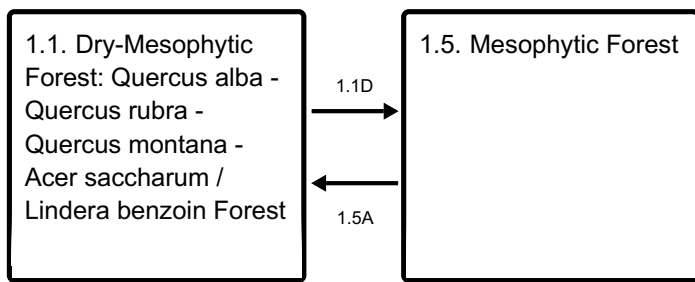 1.1. Dry-Mesophytic
Forest: Quercus alba -
Quercus rubra -
Quercus montana -
Acer saccharum /
Lindera benzoin Forest
1.1D
1.5A
1.5. Mesophytic Forest